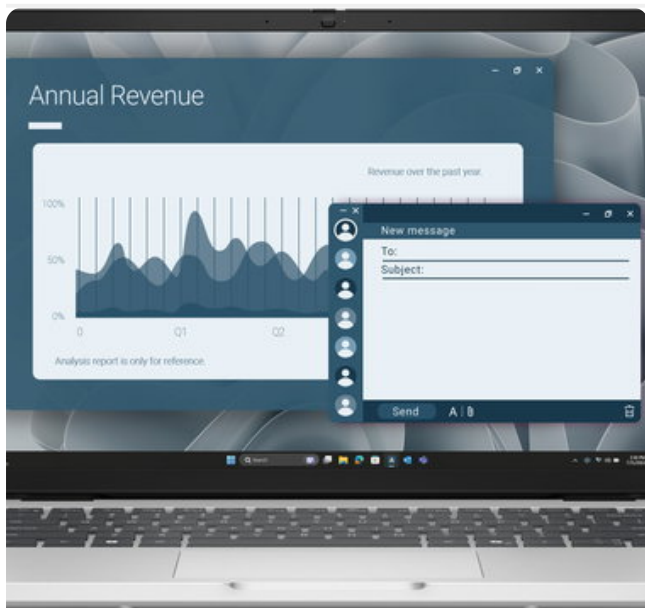 Annual Revenue
Revenue over the past year.
100%
50%
0%
0
Q1
Q2
Analysis report is only for reference.
New message
To:
Subject:
Send
A
Search